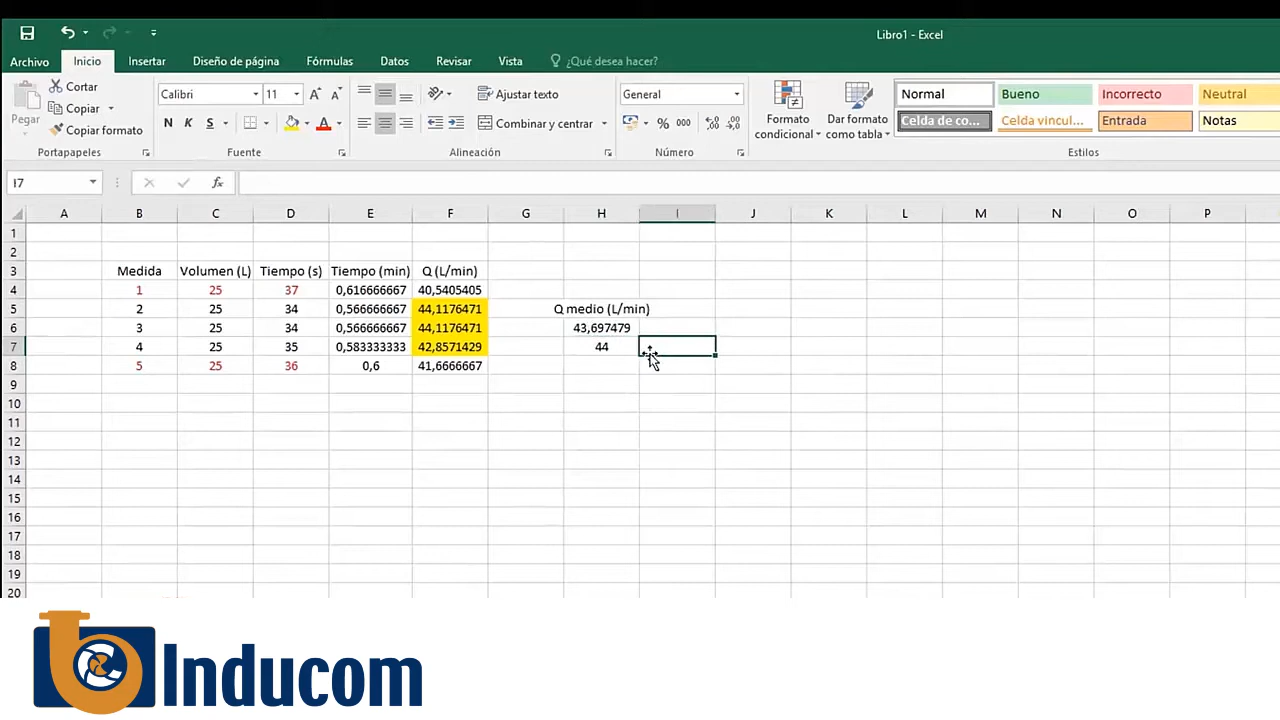 Libro1 - Excel
Archivo Inicio Insertar Diseño de página Fórmulas Datos Revisar Vista ¿Qué desea hacer?
Cortar
Copiar
Copiar formato
Pegar
Portapapeles
Calibri 11
N K S A
Fuente
Ajustar texto
Combinar y centrar
Alineación
General
% 000
Número
Formato condicional
Dar formato como tabla
Normal Bueno Incorrecto Neutral
Celda de co... Celda vincul... Entrada Notas
Estilos
I7 fx
A B C D E F G H I J K L M N O P
1
2
3 Medida Volumen (L) Tiempo (s) Tiempo (min) Q (L/min)
4 1 25 37 0,616666667 40,5405405
5 2 25 34 0,566666667 44,1176471 Q medio (L/min)
6 3 25 34 0,566666667 44,1176471 43,697479
7 4 25 35 0,583333333 42,8571429 44
8 5 25 36 0,6 41,6666667
9
10
11
12
13
14
15
16
17
18
19
20
Inducom